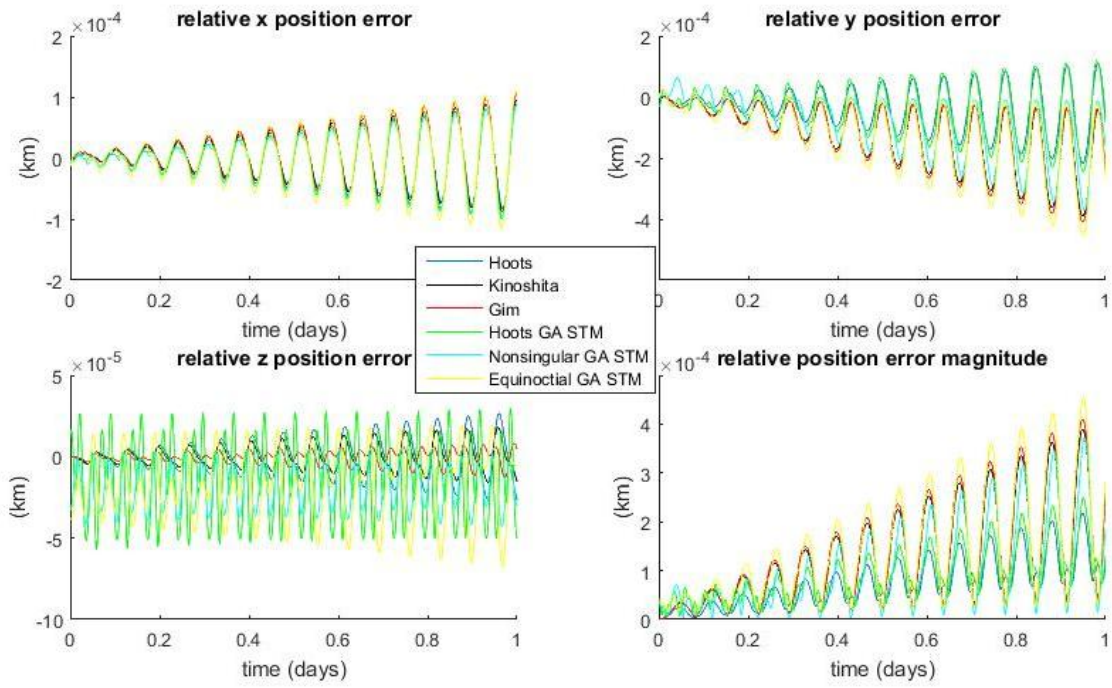 relative x position error
×10⁻⁴
2
1
0
-1
-2
(km)
0 0.2 0.4 0.6 1
time (days)
relative y position error
×10⁻⁴
2
0
-2
-4
(km)
0 0.2 0.4 0.6 0.8 1
time (days)
Hoots
Kinoshita
Gim
Hoots GA STM
Nonsingular GA STM
Equinoctial GA STM
relative z position error
×10⁻⁵
5
0
-5
-10
(km)
0 0.2 0.4 0.6 0.8 1
time (days)
relative position error magnitude
×10⁻⁴
4
3
2
1
0
(km)
0 0.2 0.4 0.6 0.8 1
time (days)